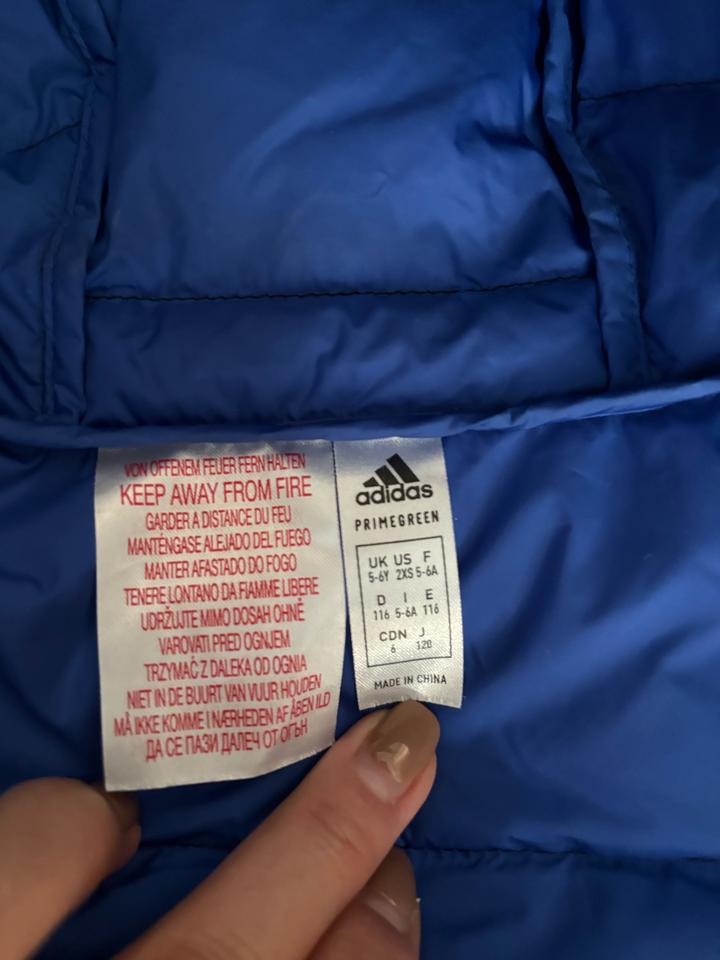 VON OFFENEM FEUER FERN HALTEN
KEEP AWAY FROM FIRE
GARDER A DISTANCE DU FEU
MANTÉNGASE ALEJADO DEL FUEGO
MANTER AFASTADO DO FOGO
TENERE LONTANO DA FIAMME LIBERE
UDRŽUJTE MIMO DOSAH OHNĚ
VAROVATI PRED OGNJEM
TRZYMAĆ Z DALEKA OD OGNIA
NIET IN DE BUURT VAN VUUR HOUDEN
MÅ IKKE KOMME I NÆRHEDEN AF ÅBEN ILD
ДА СЕ ПАЗИ ДАЛЕЧ ОТ ОГЪН
adidas
PRIMEGREEN
UK US F
5-6Y 2XS 5-6A
D I E
116 5-6A 116
CDN J
6 120
MADE IN CHINA